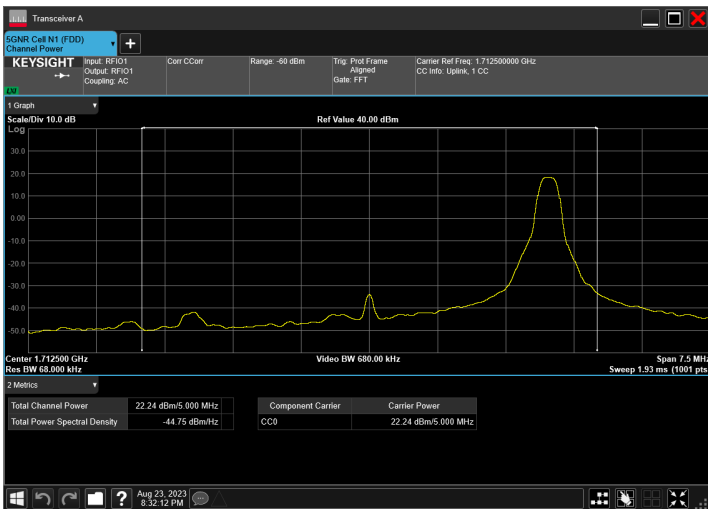 Transceiver A
5GNR Cell N1 (FDD)
Channel Power
KEYSIGHT
Input: RFIO1
Output: RFIO1
Coupling: AC
Corr CCorr
Range: -60 dBm
Trig: Prot Frame
Aligned
Gate: FFT
Carrier Ref Freq: 1.712500000 GHz
CC Info: Uplink, 1 CC
1 Graph
Scale/Div 10.0 dB
Ref Value 40.00 dBm
Log
30.0
20.0
10.0
0.00
-10.0
-20.0
-30.0
-40.0
-50.0
Center 1.712500 GHz
Video BW 680.00 kHz
Span 7.5 MHz
Res BW 68.000 kHz
Sweep 1.93 ms (1001 pts
2 Metrics
Total Channel Power 22.24 dBm/5.000 MHz
Total Power Spectral Density -44.75 dBm/Hz
Component Carrier Carrier Power
CC0 22.24 dBm/5.000 MHz
Aug 23, 2023
8:32:12 PM